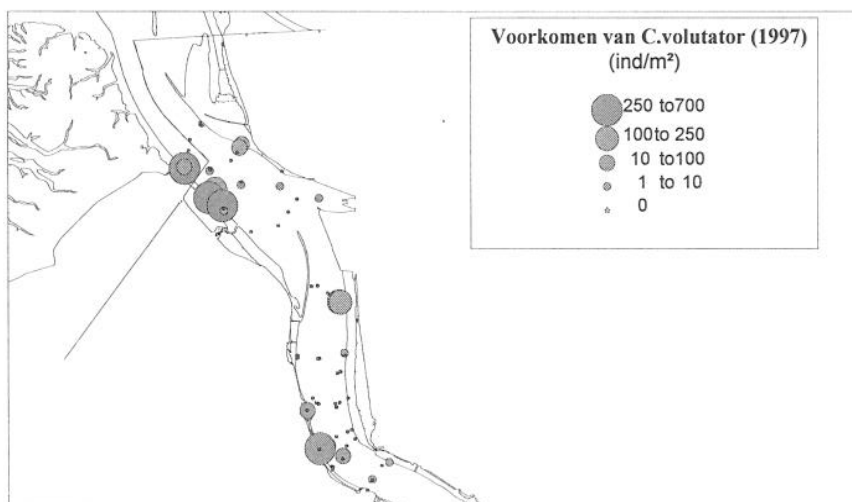 Voorkomen van C.volutator (1997)
(ind/m²)
250 to700
100to 250
10 to100
1 to 10
0